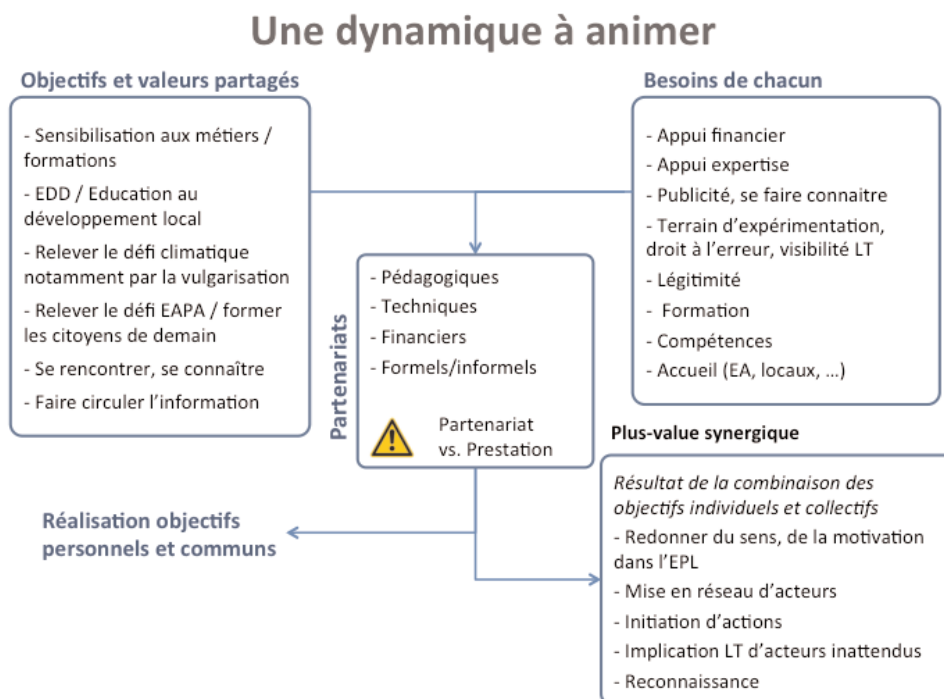 Une dynamique à animer
Objectifs et valeurs partagés
- Sensibilisation aux métiers /
formations
- EDD / Education au
développement local
- Relever le défi climatique
notamment par la vulgarisation
- Relever le défi EAPA / former
les citoyens de demain
- Se rencontrer, se connaître
- Faire circuler l'information
Besoins de chacun
- Appui financier
- Appui expertise
- Publicité, se faire connaitre
- Terrain d'expérimentation,
droit à l'erreur, visibilité LT
- Légitimité
- Formation
- Compétences
- Accueil (EA, locaux, ...)
Partenariats
- Pédagogiques
- Techniques
- Financiers
- Formels/informels
Partenariat
vs. Prestation
Réalisation objectifs
personnels et communs
Plus-value synergique
Résultat de la combinaison des
objectifs individuels et collectifs
- Redonner du sens, de la motivation
dans l'EPL
- Mise en réseau d'acteurs
- Initiation d'actions
- Implication LT d'acteurs inattendus
- Reconnaissance